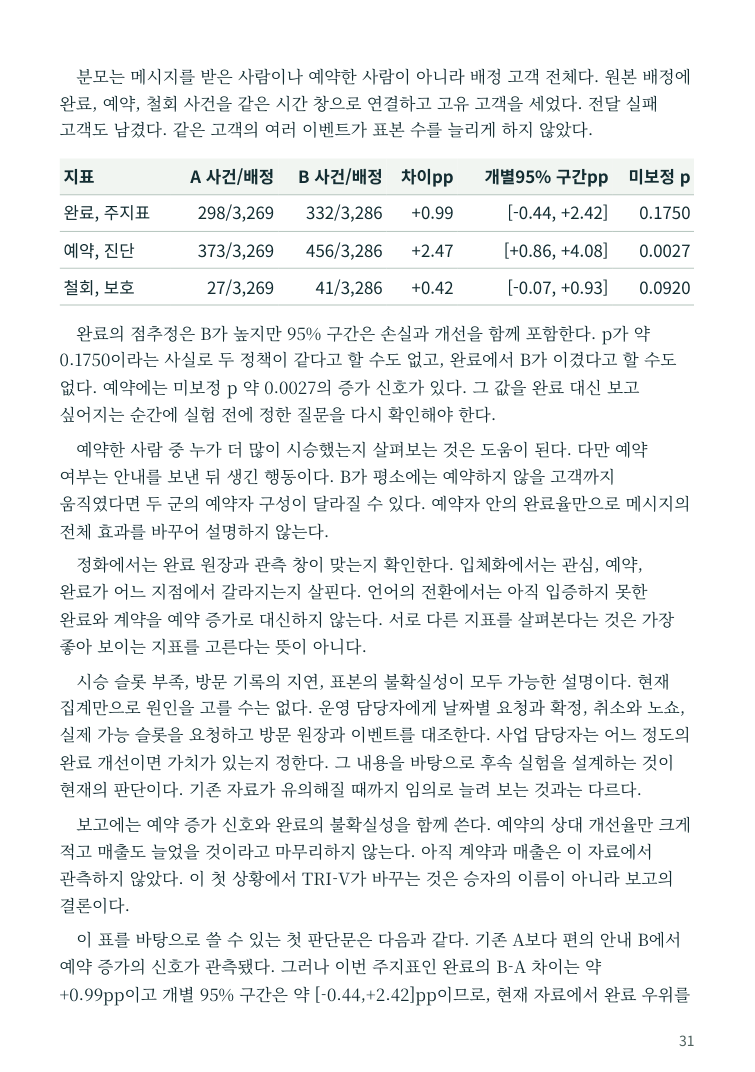 분모는 메시지를 받은 사람이나 예약한 사람이 아니라 배정 고객 전체다. 원본 배정에
완료, 예약, 철회 사건을 같은 시간 창으로 연결하고 고유 고객을 세었다. 전달 실패
고객도 남겼다. 같은 고객의 여러 이벤트가 표본 수를 늘리게 하지 않았다.
지표 A 사건/배정 B 사건/배정 차이pp 개별95% 구간pp 미보정 p
완료, 주지표 298/3,269 332/3,286 +0.99 [-0.44, +2.42] 0.1750
예약, 진단 373/3,269 456/3,286 +2.47 [+0.86, +4.08] 0.0027
철회, 보호 27/3,269 41/3,286 +0.42 [-0.07, +0.93] 0.0920
완료의 점추정은 B가 높지만 95% 구간은 손실과 개선을 함께 포함한다. p가 약
0.1750이라는 사실로 두 정책이 같다고 할 수도 없고, 완료에서 B가 이겼다고 할 수도
없다. 예약에는 미보정 p 약 0.0027의 증가 신호가 있다. 그 값을 완료 대신 보고
싶어지는 순간에 실험 전에 정한 질문을 다시 확인해야 한다.
예약한 사람 중 누가 더 많이 시승했는지 살펴보는 것은 도움이 된다. 다만 예약
여부는 안내를 보낸 뒤 생긴 행동이다. B가 평소에는 예약하지 않을 고객까지
움직였다면 두 군의 예약자 구성이 달라질 수 있다. 예약자 안의 완료율만으로 메시지의
전체 효과를 바꾸어 설명하지 않는다.
정화에서는 완료 원장과 관측 창이 맞는지 확인한다. 입체화에서는 관심, 예약,
완료가 어느 지점에서 갈라지는지 살핀다. 언어의 전환에서는 아직 입증하지 못한
완료와 계약을 예약 증가로 대신하지 않는다. 서로 다른 지표를 살펴본다는 것은 가장
좋아 보이는 지표를 고른다는 뜻이 아니다.
시승 슬롯 부족, 방문 기록의 지연, 표본의 불확실성이 모두 가능한 설명이다. 현재
집계만으로 원인을 고를 수는 없다. 운영 담당자에게 날짜별 요청과 확정, 취소와 노쇼,
실제 가능 슬롯을 요청하고 방문 원장과 이벤트를 대조한다. 사업 담당자는 어느 정도의
완료 개선이면 가치가 있는지 정한다. 그 내용을 바탕으로 후속 실험을 설계하는 것이
현재의 판단이다. 기존 자료가 유의해질 때까지 임의로 늘려 보는 것과는 다르다.
보고에는 예약 증가 신호와 완료의 불확실성을 함께 쓴다. 예약의 상대 개선율만 크게
적고 매출도 늘었을 것이라고 마무리하지 않는다. 아직 계약과 매출은 이 자료에서
관측하지 않았다. 이 첫 상황에서 TRI-V가 바꾸는 것은 승자의 이름이 아니라 보고의
결론이다.
이 표를 바탕으로 쓸 수 있는 첫 판단문은 다음과 같다. 기존 A보다 편의 안내 B에서
예약 증가의 신호가 관측됐다. 그러나 이번 주지표인 완료의 B-A 차이는 약
+0.99pp이고 개별 95% 구간은 약 [-0.44,+2.42]pp이므로, 현재 자료에서 완료 우위를
31